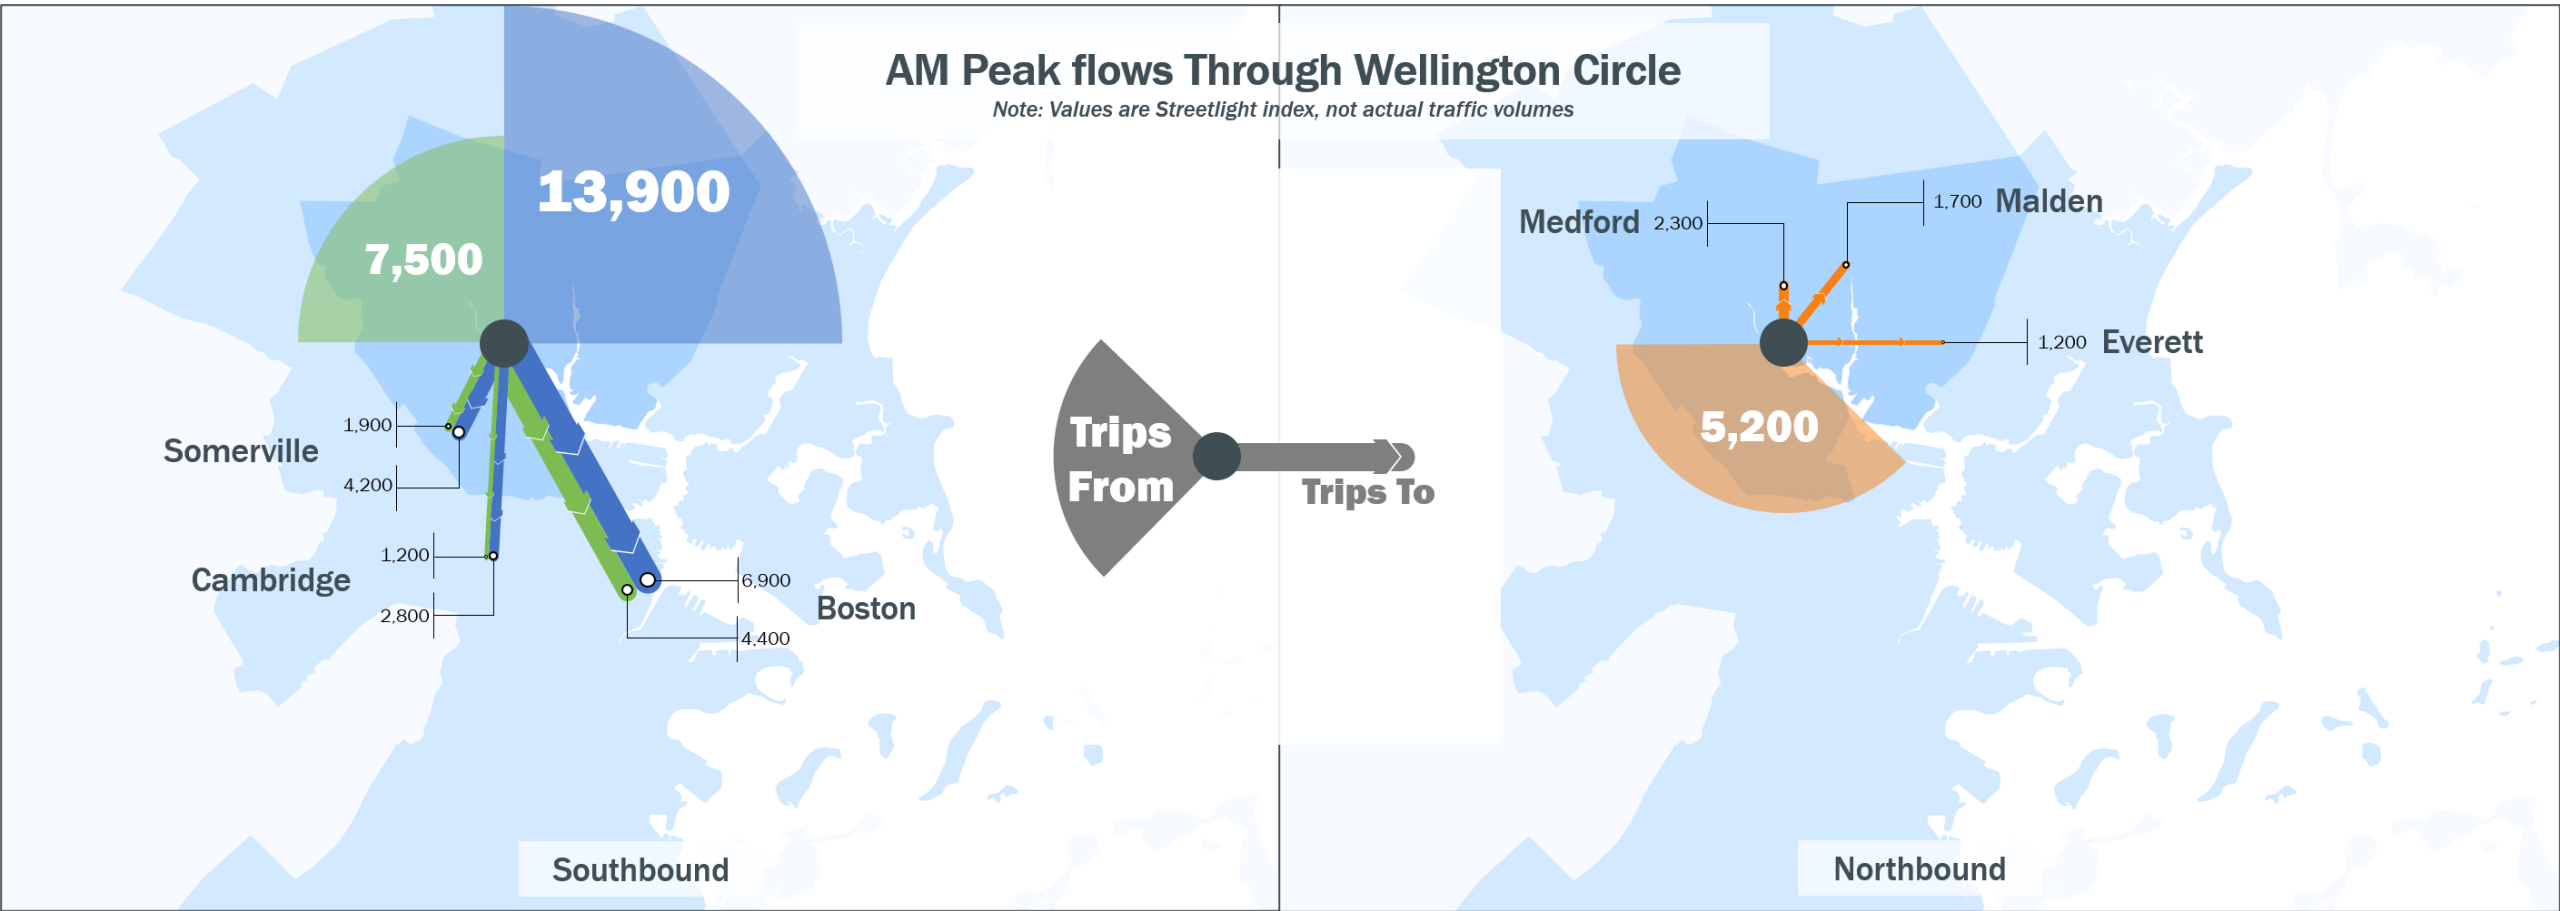 AM Peak flows Through Wellington Circle
Note: Values are Streetlight index, not actual traffic volumes
13,900
7,500
1,900
Somerville
4,200
1,200
Cambridge
2,800
6,900
Boston
4,400
Southbound
Trips
From
Trips To
Medford 2,300
1,700 Malden
1,200 Everett
5,200
Northbound